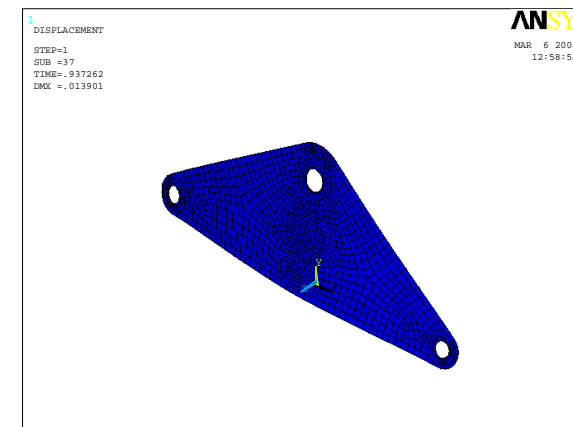 1
DISPLACEMENT
STEP=1
SUB =37
TIME=.937262
DMX =.013901
ANSY
MAR 6 200
12:58:5
Y